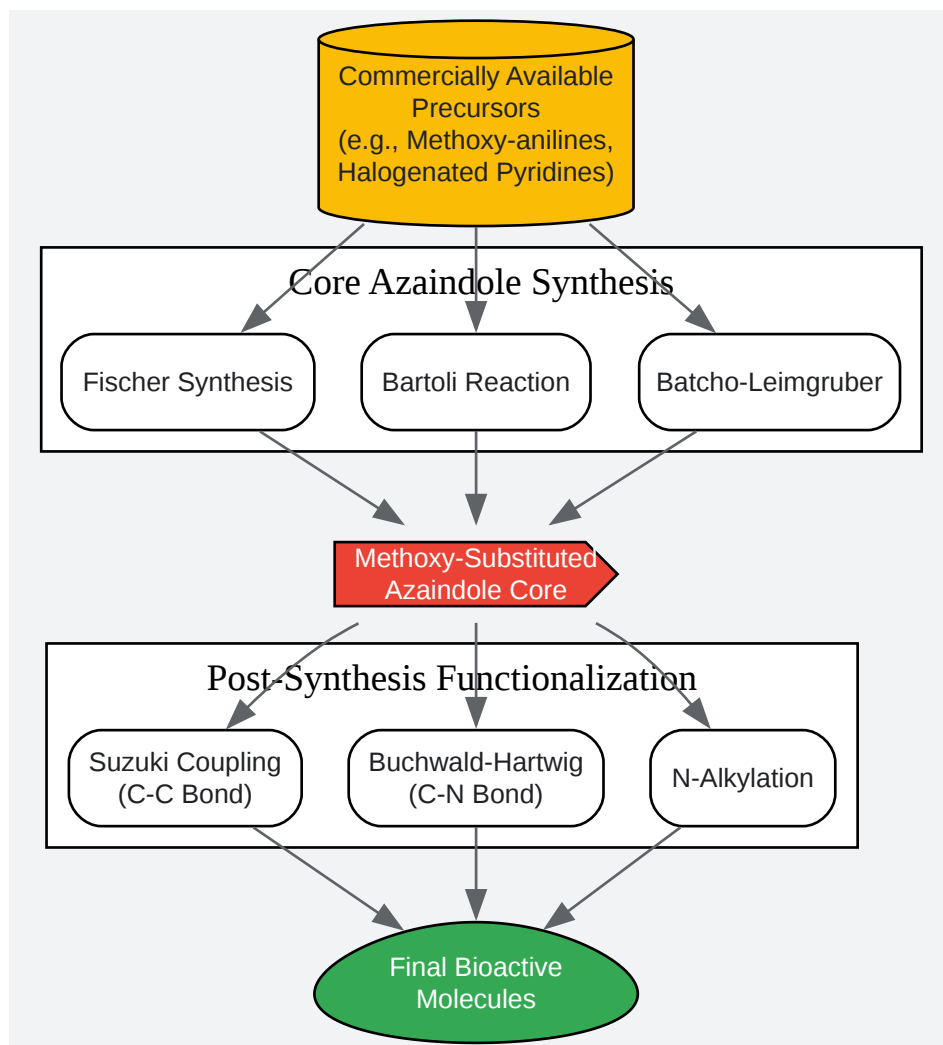 Commercially Available
Precursors
(e.g., Methoxy-anilines,
Halogenated Pyridines)
Core Azaindole Synthesis
Fischer Synthesis
Bartoli Reaction
Batcho-Leimgruber
Methoxy-Substituted
Azaindole Core
Post-Synthesis Functionalization
Suzuki Coupling
(C-C Bond)
Buchwald-Hartwig
(C-N Bond)
N-Alkylation
Final Bioactive
Molecules